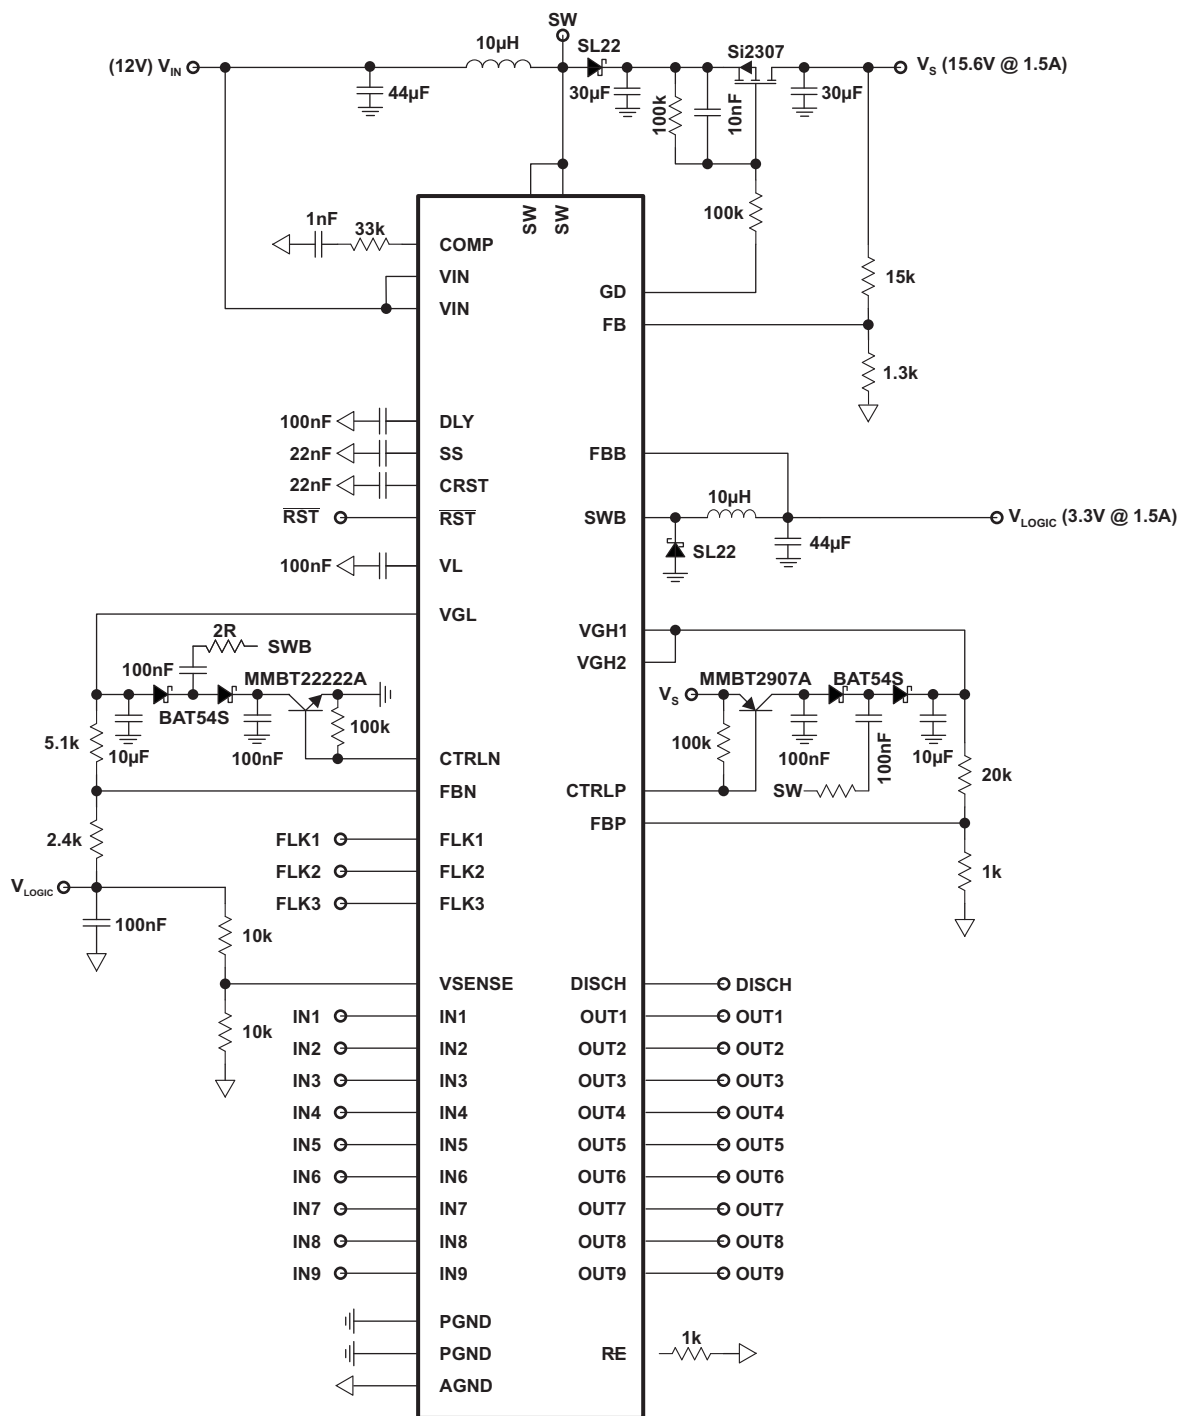 SW
10µH
SL22
Si2307
(12V) VIN
VS (15.6V @ 1.5A)
44µF
30µF
100k
10nF
30µF
SW
SW
1nF
33k
COMP
100k
VIN
VIN
GD
15k
FB
1.3k
100nF
DLY
22nF
SS
FBB
22nF
CRST
10µH
RST
RST
SWB
VLOGIC (3.3V @ 1.5A)
44µF
SL22
100nF
VL
VGL
VGH1
2R
SWB
VGH2
100nF
MMBT22222A
MMBT2907A
BAT54S
VS
BAT54S
100k
100k
5.1k
10µF
100nF
100nF
100nF
10µF
CTRLN
20k
FBN
CTRLP
SW
FBP
2.4k
FLK1
FLK1
FLK2
FLK2
1k
VLOGIC
FLK3
FLK3
100nF
10k
VSENSE
DISCH
DISCH
IN1
IN1
OUT1
OUT1
10k
IN2
IN2
OUT2
OUT2
IN3
IN3
OUT3
OUT3
IN4
IN4
OUT4
OUT4
IN5
IN5
OUT5
OUT5
IN6
IN6
OUT6
OUT6
IN7
IN7
OUT7
OUT7
IN8
IN8
OUT8
OUT8
IN9
IN9
OUT9
OUT9
PGND
1k
PGND
RE
AGND